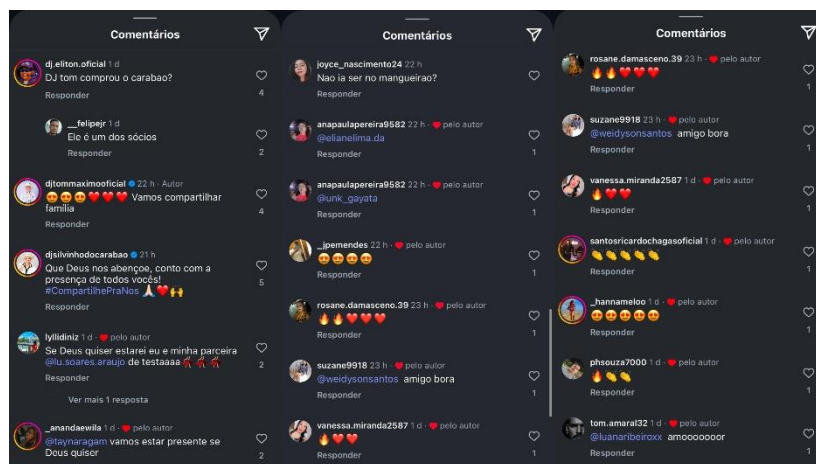 Comentários
dj.eliton.oficial 1 d
DJ tom comprou o carabao?
Responder
4
__felipejr 1 d
Ele é um dos sócios
Responder
2
djtommaximooficial 22 h · Autor
😍😍😍❤️❤️❤️ Vamos compartilhar
família
Responder
4
djsilvinhodocarabao 21 h
Que Deus nos abençoe, conto com a
presença de todos vocês!
#CompartilhePraNos 🙏❤️🙌
Responder
5
lyllidiniz 1 d · ❤️ pelo autor
Se Deus quiser estarei eu e minha parceira
@lu.soares.araujo de testaaaa 💃💃💃
Responder
2
Ver mais 1 resposta
_anandaewila 1 d · ❤️ pelo autor
@taynaragam vamos estar presente se
Deus quiser
Responder
2
Comentários
joyce_nascimento24 22 h
Nao ia ser no mangueirao?
Responder
anapaulapereira9582 22 h · ❤️ pelo autor
@elianelima.da
Responder
1
anapaulapereira9582 22 h · ❤️ pelo autor
@unk_gayata
Responder
1
_jpemendes 22 h · ❤️ pelo autor
😍😍😍😍
Responder
1
rosane.damasceno.39 23 h · ❤️ pelo autor
🔥🔥❤️❤️❤️
Responder
1
suzane9918 23 h · ❤️ pelo autor
@weidysonsantos amigo bora
Responder
1
vanessa.miranda2587 1 d · ❤️ pelo autor
🔥❤️❤️
Responder
1
Comentários
rosane.damasceno.39 23 h · ❤️ pelo autor
🔥🔥❤️❤️❤️
Responder
1
suzane9918 23 h · ❤️ pelo autor
@weidysonsantos amigo bora
Responder
1
vanessa.miranda2587 1 d · ❤️ pelo autor
🔥❤️❤️
Responder
1
santosricardochagasoficial 1 d · ❤️ pelo autor
👏👏👏👏👏
Responder
1
_hannameloo 1 d · ❤️ pelo autor
😍😍😍😍😍
Responder
1
phsouza7000 1 d · ❤️ pelo autor
🔥👏👏
Responder
1
tom.amaral32 1 d · ❤️ pelo autor
@luanaribeiroxx amooooooor
Responder
1